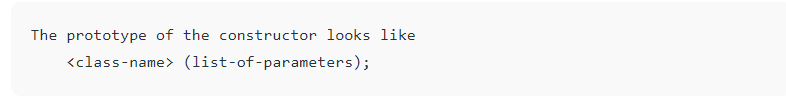 The prototype of the constructor looks like
<class-name> (list-of-parameters);